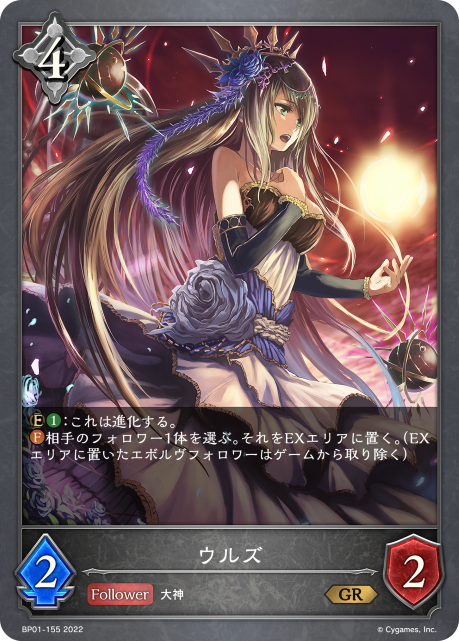 4
E 1:これは進化する。
F 相手のフォロワー1体を選ぶ。それをEXエリアに置く。(EX
エリアに置いたエボルヴフォロワーはゲームから取り除く)
ウルズ
2 Follower 大神 GR 2
BP01-155 2022 © Cygames, Inc.